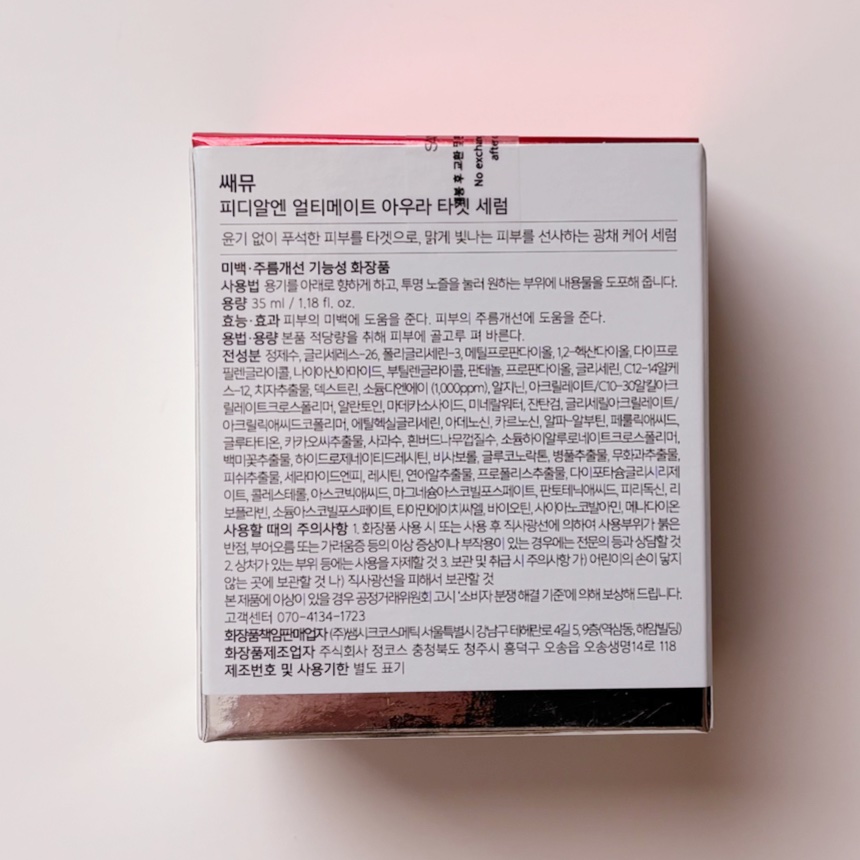 개봉 후 교환 및
No exchan
after
쌔뮤
피디알엔 얼티메이트 아우라 타겟 세럼
윤기 없이 푸석한 피부를 타겟으로, 맑게 빛나는 피부를 선사하는 광채 케어 세럼
미백·주름개선 기능성 화장품
사용법 용기를 아래로 향하게 하고, 투명 노즐을 눌러 원하는 부위에 내용물을 도포해 줍니다.
용량 35 ml / 1.18 fl. oz.
효능·효과 피부의 미백에 도움을 준다. 피부의 주름개선에 도움을 준다.
용법·용량 본품 적당량을 취해 피부에 골고루 펴 바른다.
전성분 정제수, 글리세레스-26, 폴리글리세린-3, 메틸프로판다이올, 1,2-헥산다이올, 다이프로
필렌글라이콜, 나이아신아마이드, 부틸렌글라이콜, 판테놀, 프로판다이올, 글리세린, C12-14알케
스-12, 치자추출물, 덱스트린, 소듐디엔에이 (1,000ppm), 알지닌, 아크릴레이트/C10-30알킬아크
릴레이트크로스폴리머, 알란토인, 마데카소사이드, 미네랄워터, 잔탄검, 글리세릴아크릴레이트/
아크릴릭애씨드코폴리머, 에틸헥실글리세린, 아데노신, 카르노신, 알파-알부틴, 페룰릭애씨드,
글루타티온, 카카오씨추출물, 사과수, 흰버드나무껍질수, 소듐하이알루로네이트크로스폴리머,
백미꽃추출물, 하이드로제네이티드레시틴, 비사보롤, 글루코노락톤, 병풀추출물, 무화과추출물,
피쉬추출물, 세라마이드엔피, 레시틴, 연어알추출물, 프로폴리스추출물, 다이포타슘글리시리제
이트, 콜레스테롤, 아스코빅애씨드, 마그네슘아스코빌포스페이트, 판토테닉애씨드, 피리독신, 리
보플라빈, 소듐아스코빌포스페이트, 티아민에이치씨엘, 바이오틴, 사이아노코발아민, 메나다이온
사용할 때의 주의사항 1. 화장품 사용 시 또는 사용 후 직사광선에 의하여 사용부위가 붉은
반점, 부어오름 또는 가려움증 등의 이상 증상이나 부작용이 있는 경우에는 전문의 등과 상담할 것
2. 상처가 있는 부위 등에는 사용을 자제할 것 3. 보관 및 취급 시 주의사항 가) 어린이의 손이 닿지
않는 곳에 보관할 것 나) 직사광선을 피해서 보관할 것
본 제품에 이상이 있을 경우 공정거래위원회 고시 '소비자 분쟁 해결 기준'에 의해 보상해 드립니다.
고객센터 070-4134-1723
화장품책임판매업자 (주)쌤시크코스메틱 서울특별시 강남구 테헤란로 4길 5, 9층(역삼동, 해암빌딩)
화장품제조업자 주식회사 정코스 충청북도 청주시 흥덕구 오송읍 오송생명14로 118
제조번호 및 사용기한 별도 표기